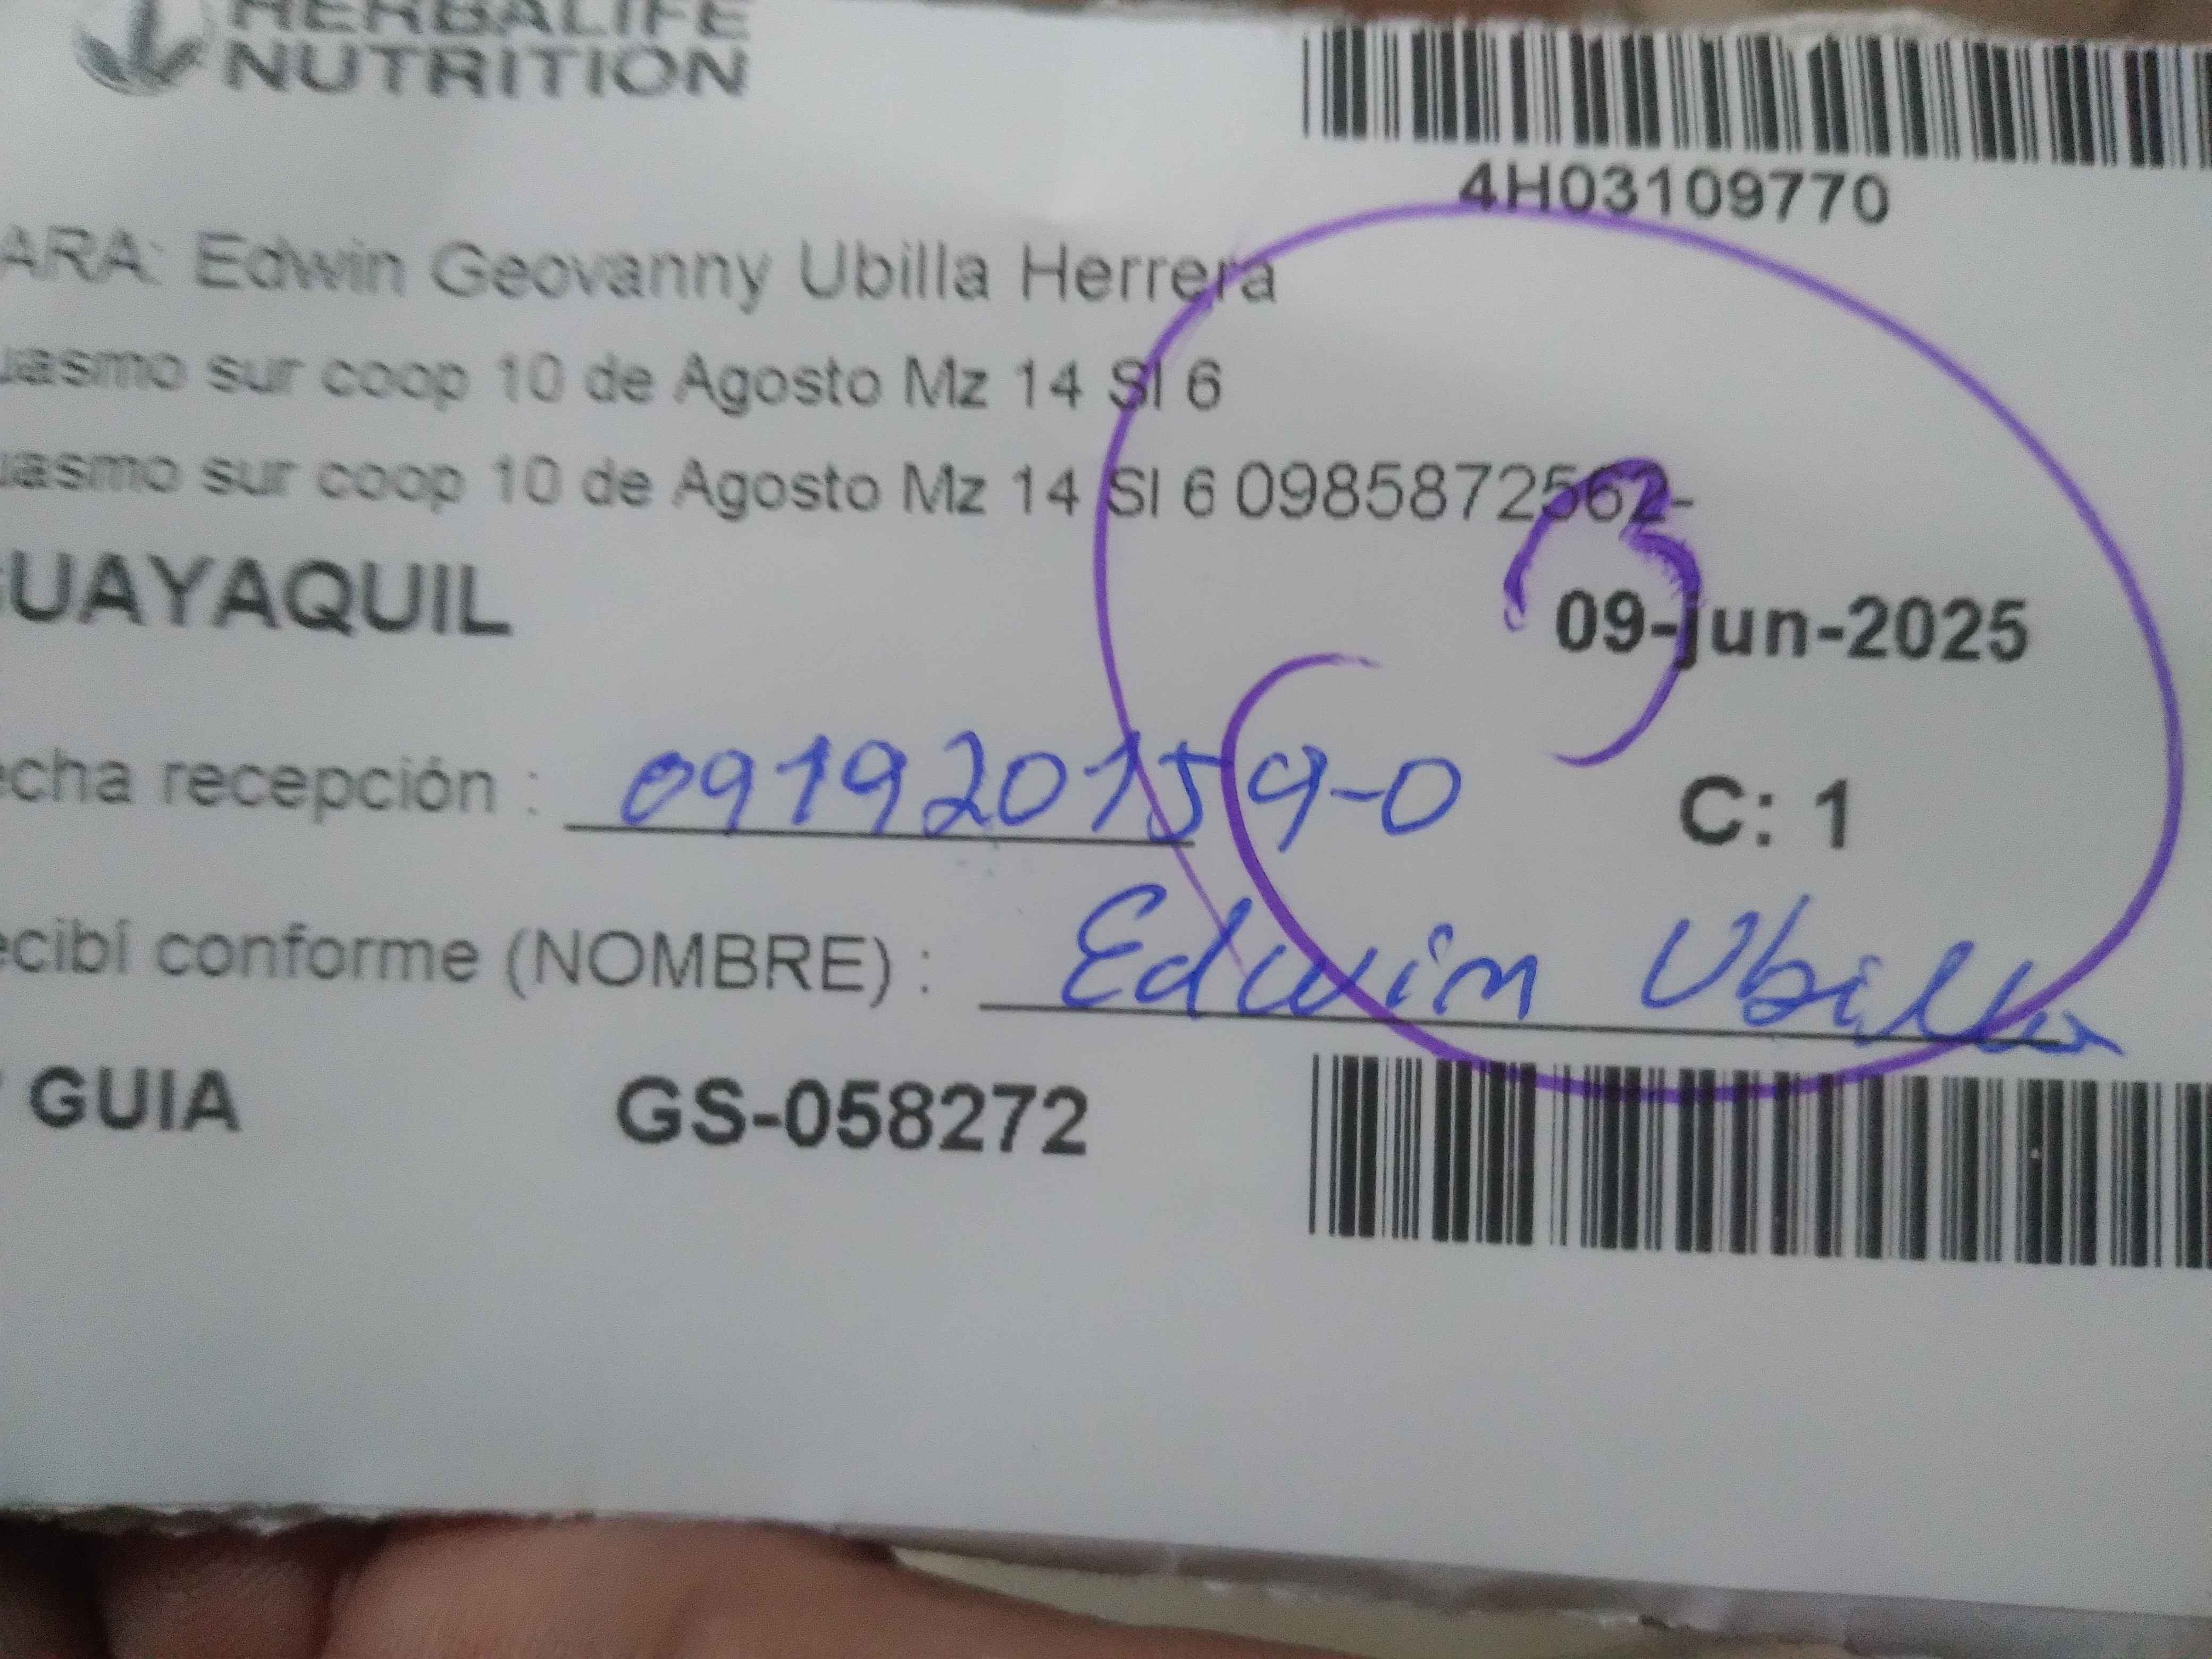 HERBALIFE
NUTRITION
4H03109770
ARA: Edwin Geovanny Ubilla Herrera
uasmo sur coop 10 de Agosto Mz 14 Sl 6
uasmo sur coop 10 de Agosto Mz 14 Sl 6 0985872562-
GUAYAQUIL
09-jun-2025
3
echa recepción : 091920159-0
C: 1
ecibí conforme (NOMBRE) : Edwin Ubilla
GUIA GS-058272